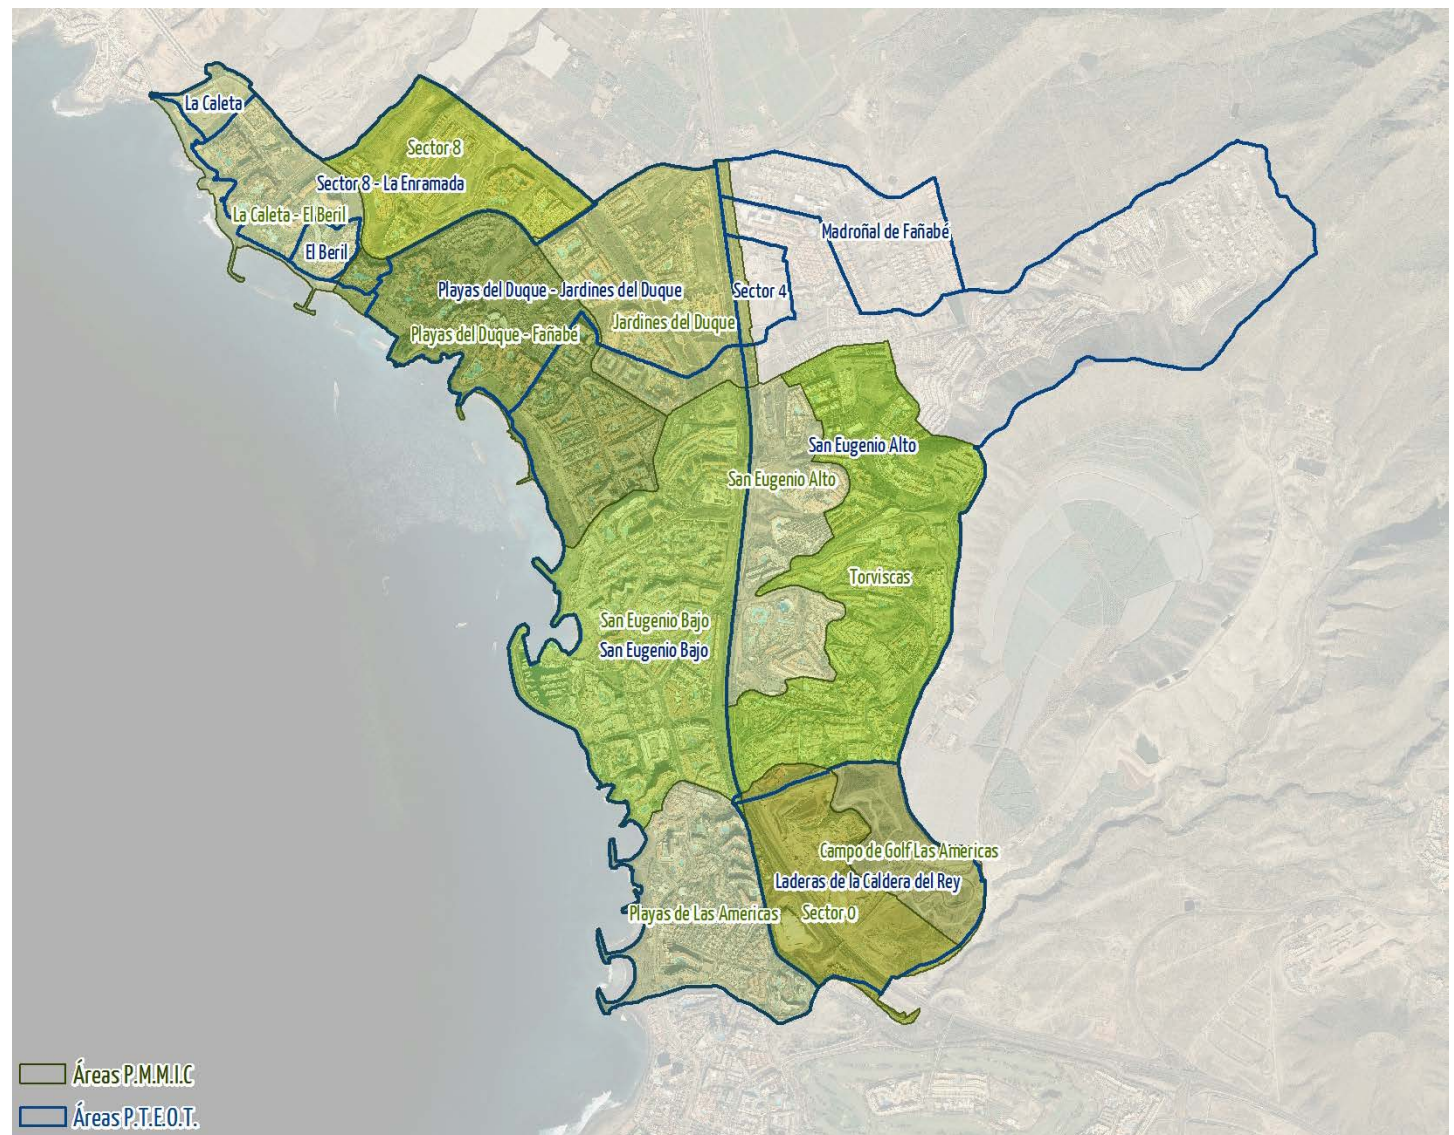 La Caleta
Sector 8
Sector 8 - La Enramada
La Caleta - El Beril
El Beril
Madroñal de Fañabé
Playas del Duque - Jardines del Duque
Sector 4
Jardines del Duque
Playas del Duque - Fañabé
San Eugenio Alto
San Eugenio Alto
Torviscas
San Eugenio Bajo
San Eugenio Bajo
Campo de Golf Las Americas
Laderas de la Caldera del Rey
Playas de Las Americas
Sector 0
Áreas P.M.M.I.C
Áreas P.T.E.O.T.